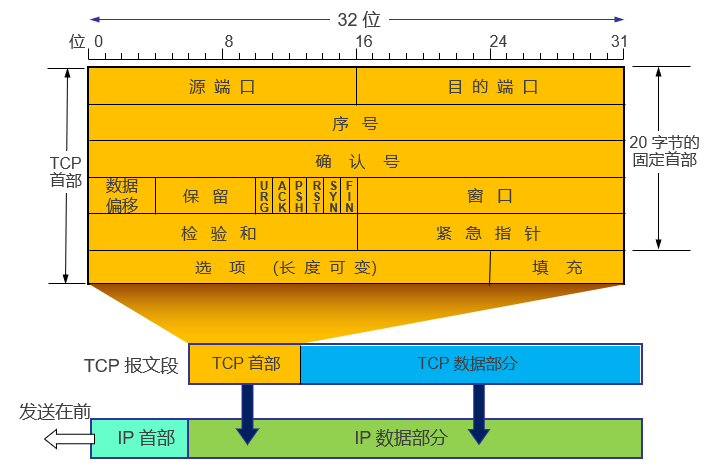 32 位
位 0 8 16 24 31
源 端 口 目 的 端 口
序 号
TCP
首部
20 字节的
固定首部
确 认 号
数据
偏移
保 留
URG
ACK
PSH
RST
SYN
FIN
窗 口
检 验 和 紧 急 指 针
选 项 (长 度 可 变) 填 充
TCP 报文段 TCP 首部 TCP 数据部分
发送在前
IP 首部 IP 数据部分